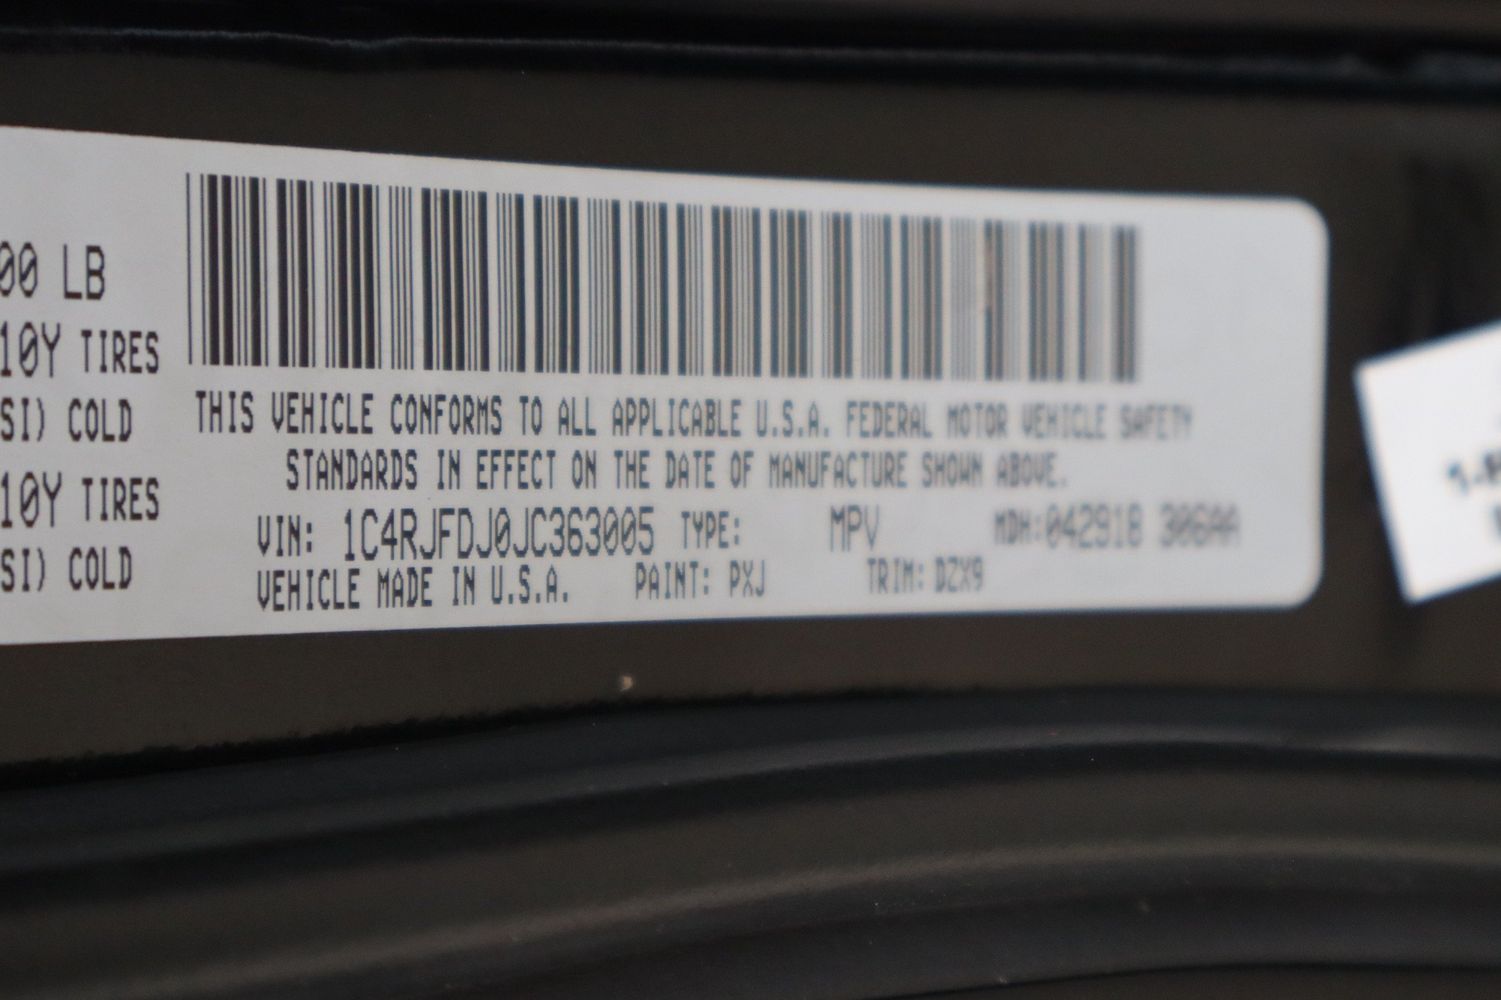 00 LB
10Y TIRES
SI) COLD
10Y TIRES
SI) COLD
THIS VEHICLE CONFORMS TO ALL APPLICABLE U.S.A. FEDERAL MOTOR VEHICLE SAFETY
STANDARDS IN EFFECT ON THE DATE OF MANUFACTURE SHOWN ABOVE.
VIN: 1C4RJFDJ0JC363005 TYPE: MPV MDH:042918 306AA
VEHICLE MADE IN U.S.A. PAINT: PXJ TRIM: DZX9